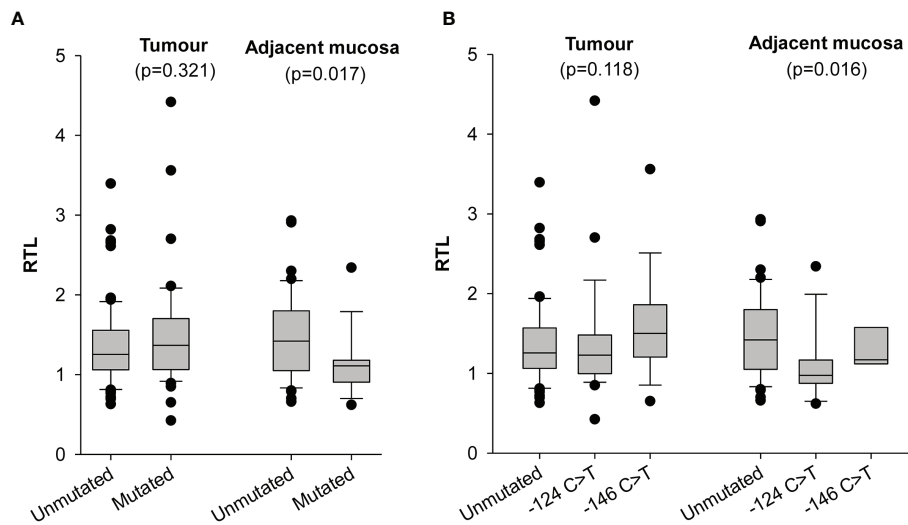 A
Tumour
(p=0.321)
Adjacent mucosa
(p=0.017)
5
4
3
2
1
0
RTL
Unmutated
Mutated
Unmutated
Mutated
B
Tumour
(p=0.118)
Adjacent mucosa
(p=0.016)
5
4
3
2
1
0
RTL
Unmutated
-124 C>T
-146 C>T
Unmutated
-124 C>T
-146 C>T